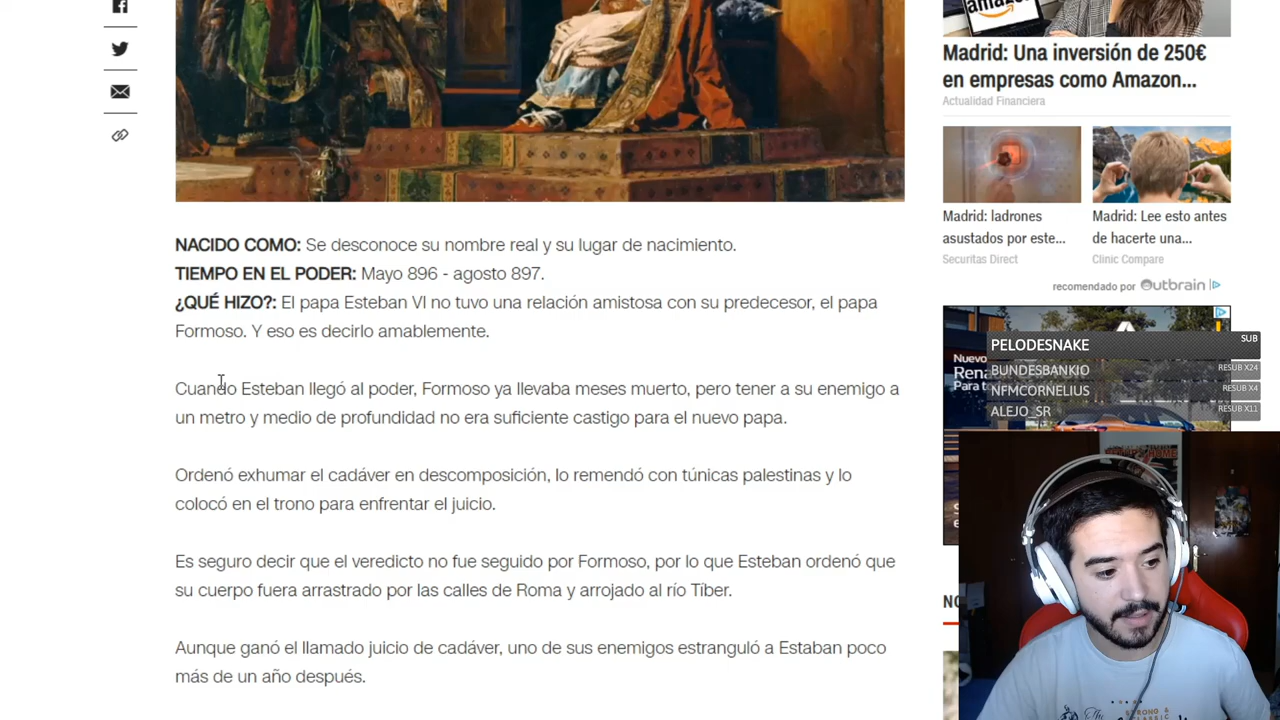 amazon
Madrid: Una inversión de 250€
en empresas como Amazon...
Actualidad Financiera
Madrid: ladrones
asustados por este...
Securitas Direct
Madrid: Lee esto antes
de hacerte una...
Clinic Compare
recomendado por Outbrain
NACIDO COMO: Se desconoce su nombre real y su lugar de nacimiento.
TIEMPO EN EL PODER: Mayo 896 - agosto 897.
¿QUÉ HIZO?: El papa Esteban VI no tuvo una relación amistosa con su predecesor, el papa
Formoso. Y eso es decirlo amablemente.
Cuando Esteban llegó al poder, Formoso ya llevaba meses muerto, pero tener a su enemigo a
un metro y medio de profundidad no era suficiente castigo para el nuevo papa.
Ordenó exhumar el cadáver en descomposición, lo remendó con túnicas palestinas y lo
colocó en el trono para enfrentar el juicio.
Es seguro decir que el veredicto no fue seguido por Formoso, por lo que Esteban ordenó que
su cuerpo fuera arrastrado por las calles de Roma y arrojado al río Tíber.
Aunque ganó el llamado juicio de cadáver, uno de sus enemigos estranguló a Estaban poco
más de un año después.
Nuevo
Rena
Para t
PELODESNAKE SUB
BUNDESBANKIO RESUB X24
NFMCORNELIUS RESUB X4
ALEJO_SR RESUB X11
NO
STRONG &
CLASSIC